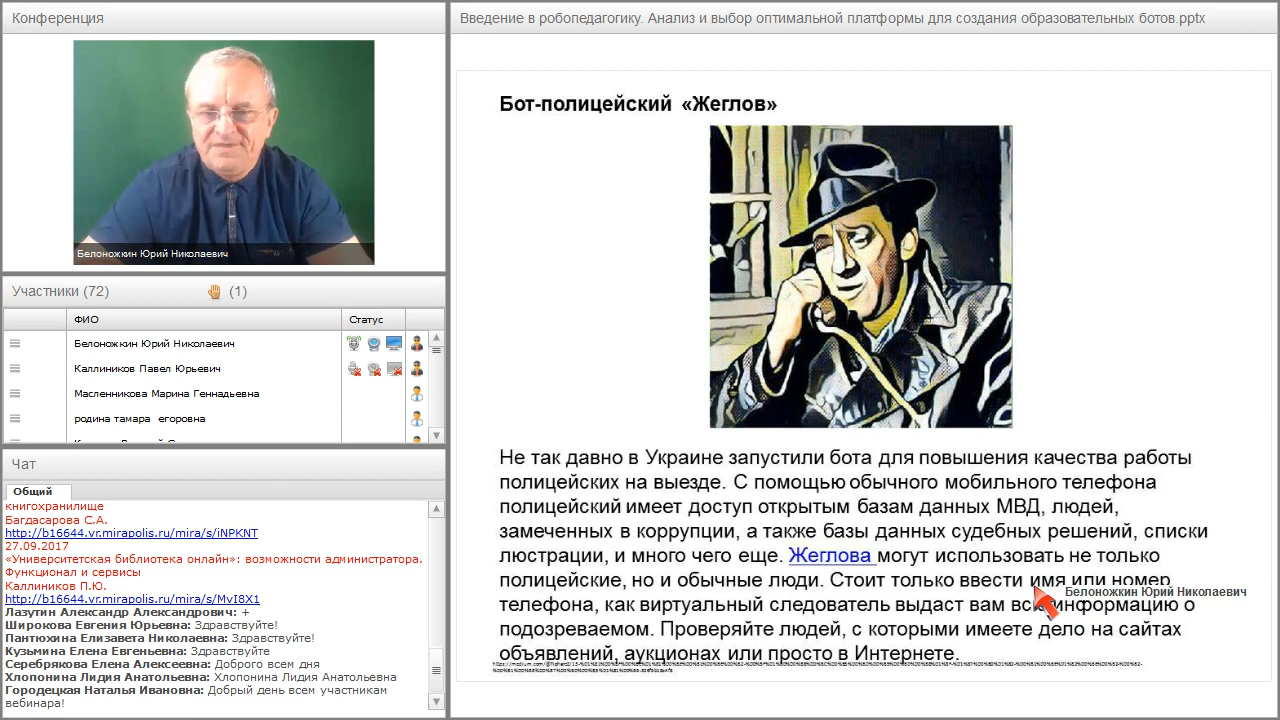 Конференция
Белоножкин Юрий Николаевич
Участники (72)
(1)
ФИО
Статус
Белоножкин Юрий Николаевич
Каллиников Павел Юрьевич
Масленникова Марина Геннадьевна
родина тамара егоровна
Чат
Общий
книгохранилище
Багдасарова С.А.
http://b16644.vr.mirapolis.ru/mira/s/iNPKNT
27.09.2017
«Университетская библиотека онлайн»: возможности администратора.
Функционал и сервисы
Каллиников П.Ю.
http://b16644.vr.mirapolis.ru/mira/s/MvI8X1
Лазутин Александр Александрович: +
Широкова Евгения Юрьевна: Здравствуйте!
Пантюхина Елизавета Николаевна: Здравствуйте!
Кузьмина Елена Евгеньевна: Здравствуйте
Серебрякова Елена Алексеевна: Доброго всем дня
Хлопонина Лидия Анатольевна: Хлопонина Лидия Анатольевна
Городецкая Наталья Ивановна: Добрый день всем участникам
вебинара!
Введение в робопедагогику. Анализ и выбор оптимальной платформы для создания образовательных ботов.pptx
Бот-полицейский «Жеглов»
Не так давно в Украине запустили бота для повышения качества работы
полицейских на выезде. С помощью обычного мобильного телефона
полицейский имеет доступ открытым базам данных МВД, людей,
замеченных в коррупции, а также базы данных судебных решений, списки
люстрации, и много чего еще. Жеглова могут использовать не только
полицейские, но и обычные люди. Стоит только ввести имя или номер
Белоножкин Юрий Николаевич
телефона, как виртуальный следователь выдаст вам всю информацию о
подозреваемом. Проверяйте людей, с которыми имеете дело на сайтах
объявлений, аукционах или просто в Интернете.